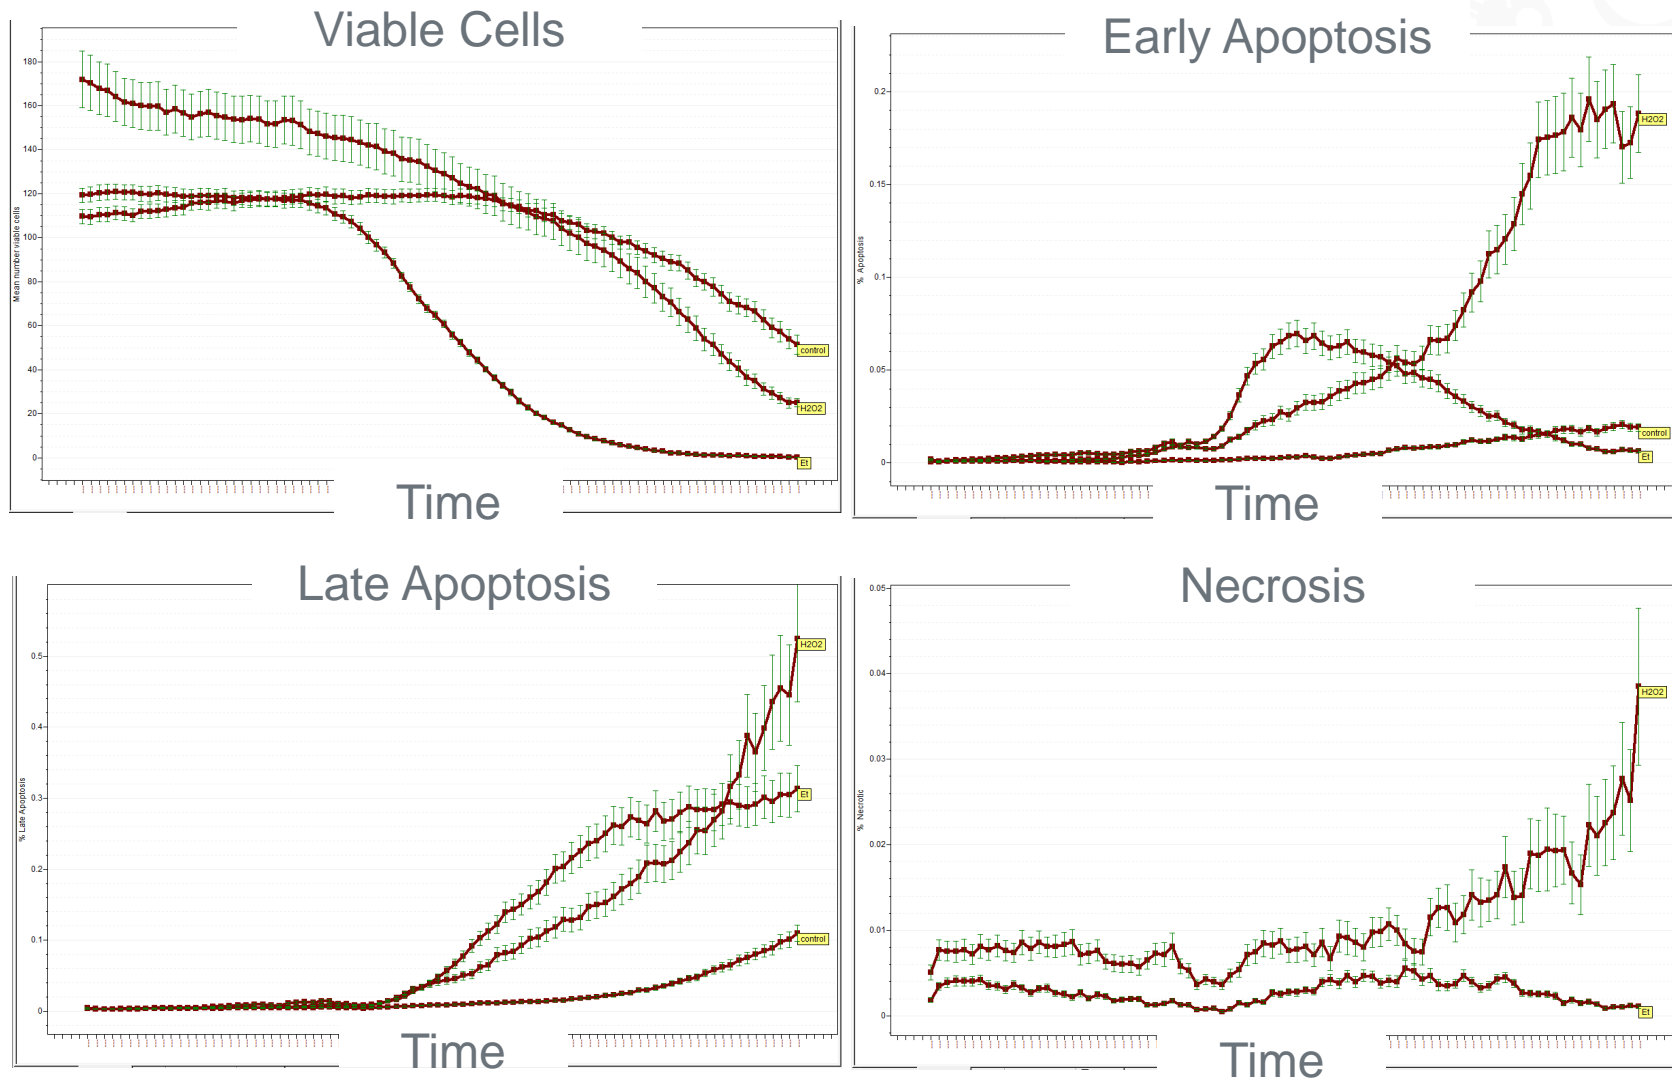 Viable Cells
180
160
140
120
100
80
60
40
20
0
Mean number viable cells
control
H2O2
Et
Time
Early Apoptosis
0.2
0.15
0.1
0.05
0
% Apoptosis
H2O2
control
Et
Time
Late Apoptosis
0.5
0.4
0.3
0.2
0.1
0
% Late Apoptosis
H2O2
Et
control
Time
Necrosis
0.05
0.04
0.03
0.02
0.01
0
% Necrotic
H2O2
Et
Time